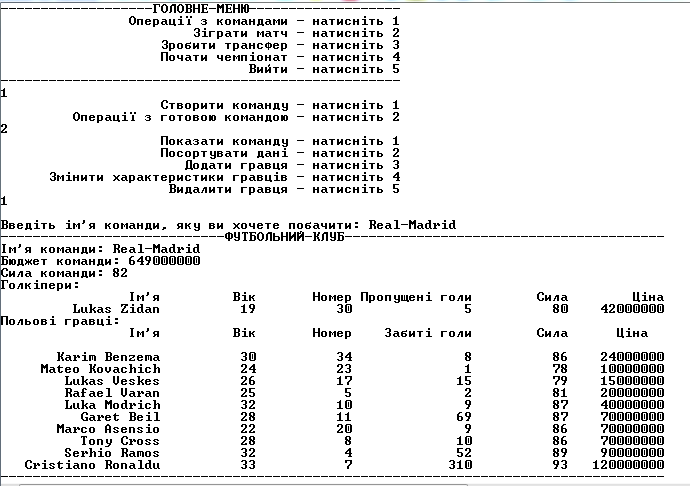 ГОЛОВНЕ МЕНЮ
Операції з командами - натисніть 1
Зіграти матч - натисніть 2
Зробити трансфер - натисніть 3
Почати чемпіонат - натисніть 4
Вийти - натисніть 5
1
Створити команду - натисніть 1
Операції з готовою командою - натисніть 2
2
Показати команду - натисніть 1
Посортувати дані - натисніть 2
Додати гравця - натисніть 3
Змінити характеристики гравців - натисніть 4
Видалити гравця - натисніть 5
1
Введіть ім'я команди, яку ви хочете побачити: Real-Madrid
ФУТБОЛЬНИЙ КЛУБ
Ім'я команди: Real-Madrid
Бюджет команди: 649000000
Сила команди: 82
Голкіпери:
Ім'я Вік Номер Пропущені голи Сила Ціна
Lukas Zidan 19 30 5 80 42000000
Польові гравці:
Ім'я Вік Номер Забиті голи Сила Ціна
Karim Benzema 30 34 8 86 24000000
Mateo Kovachich 24 23 1 78 10000000
Lukas Veskes 26 17 15 79 15000000
Rafael Varan 25 5 2 81 20000000
Luka Modrich 32 10 9 87 40000000
Garet Beil 28 11 69 87 70000000
Marco Asensio 22 20 9 86 70000000
Tony Cross 28 8 10 86 70000000
Serhio Ramos 32 4 52 89 90000000
Cristiano Ronaldu 33 7 310 93 120000000